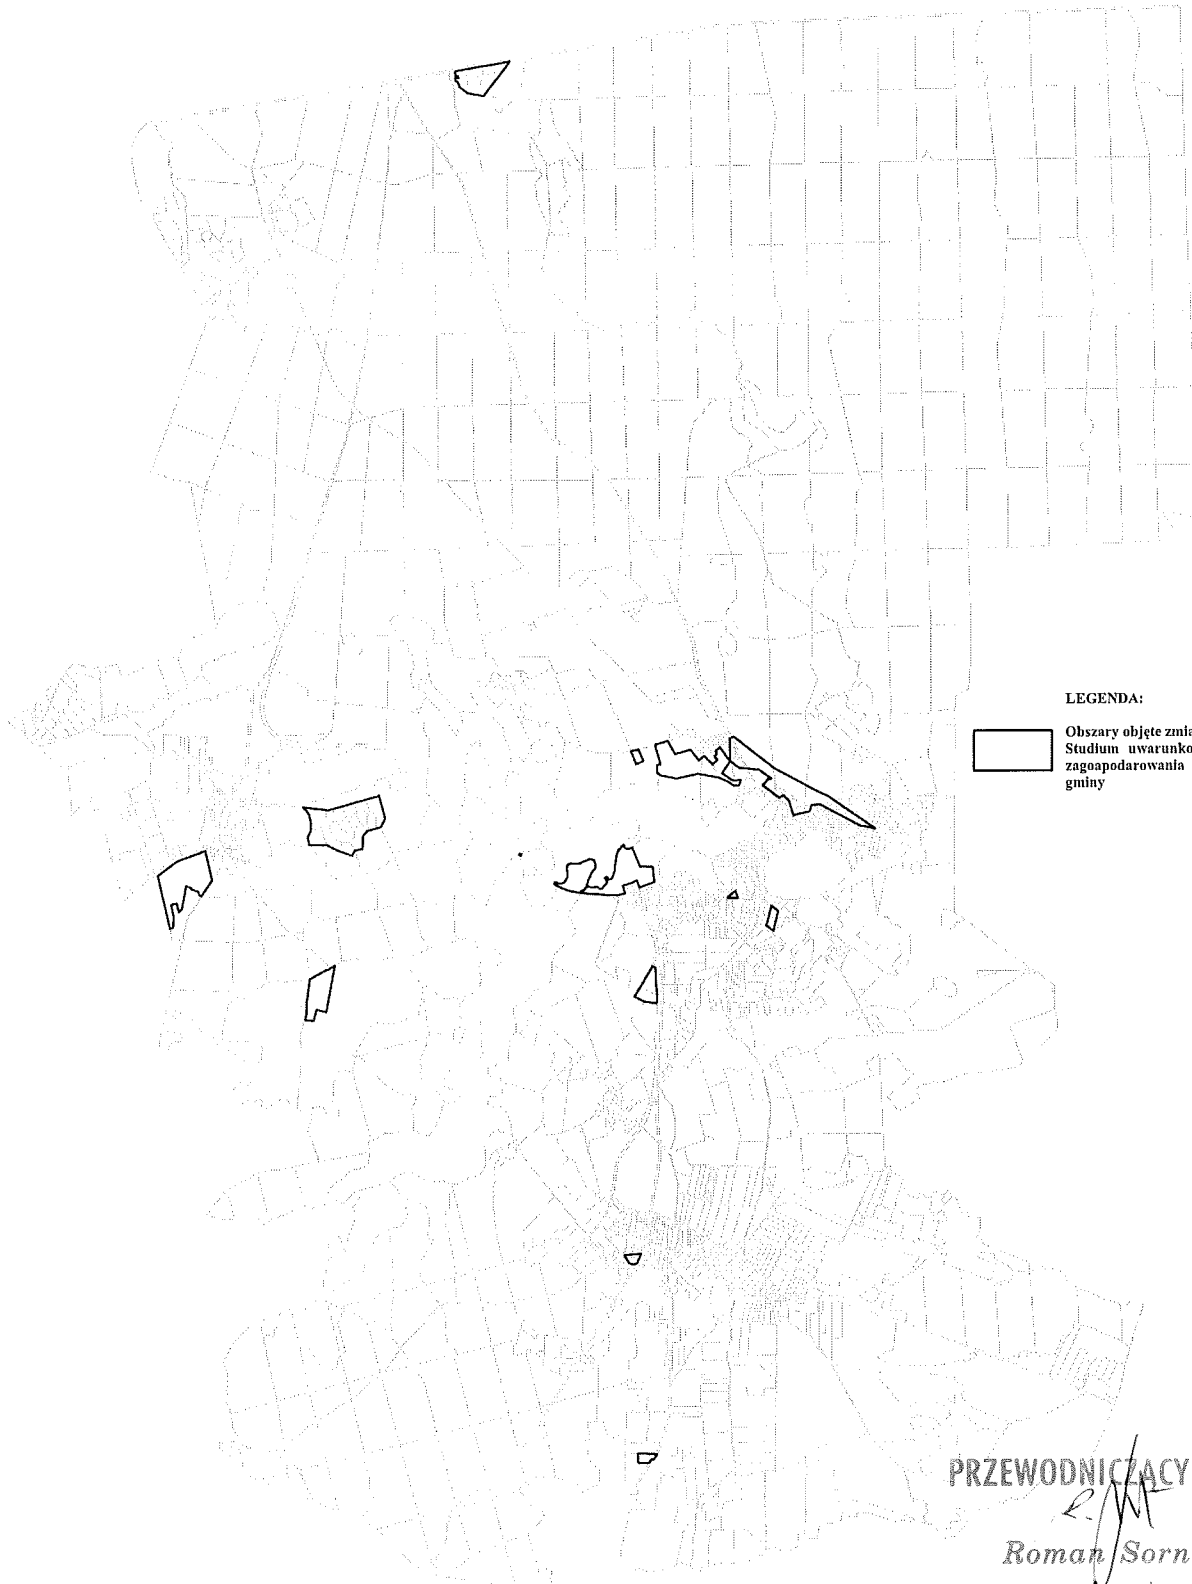 LEGENDA:
Obszary objęte zmia
Studium uwarunko
zagoapodarowania
gminy
PRZEWODNICZĄCY
Roman Sorn